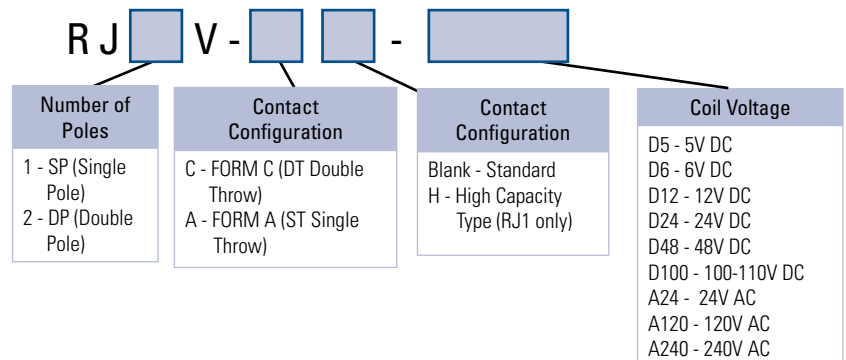 RJ V - -
Number of
Poles
1 - SP (Single
Pole)
2 - DP (Double
Pole)
Contact
Configuration
C - FORM C (DT Double
Throw)
A - FORM A (ST Single
Throw)
Contact
Configuration
Blank - Standard
H - High Capacity
Type (RJ1 only)
Coil Voltage
D5 - 5V DC
D6 - 6V DC
D12 - 12V DC
D24 - 24V DC
D48 - 48V DC
D100 - 100-110V DC
A24 - 24V AC
A120 - 120V AC
A240 - 240V AC